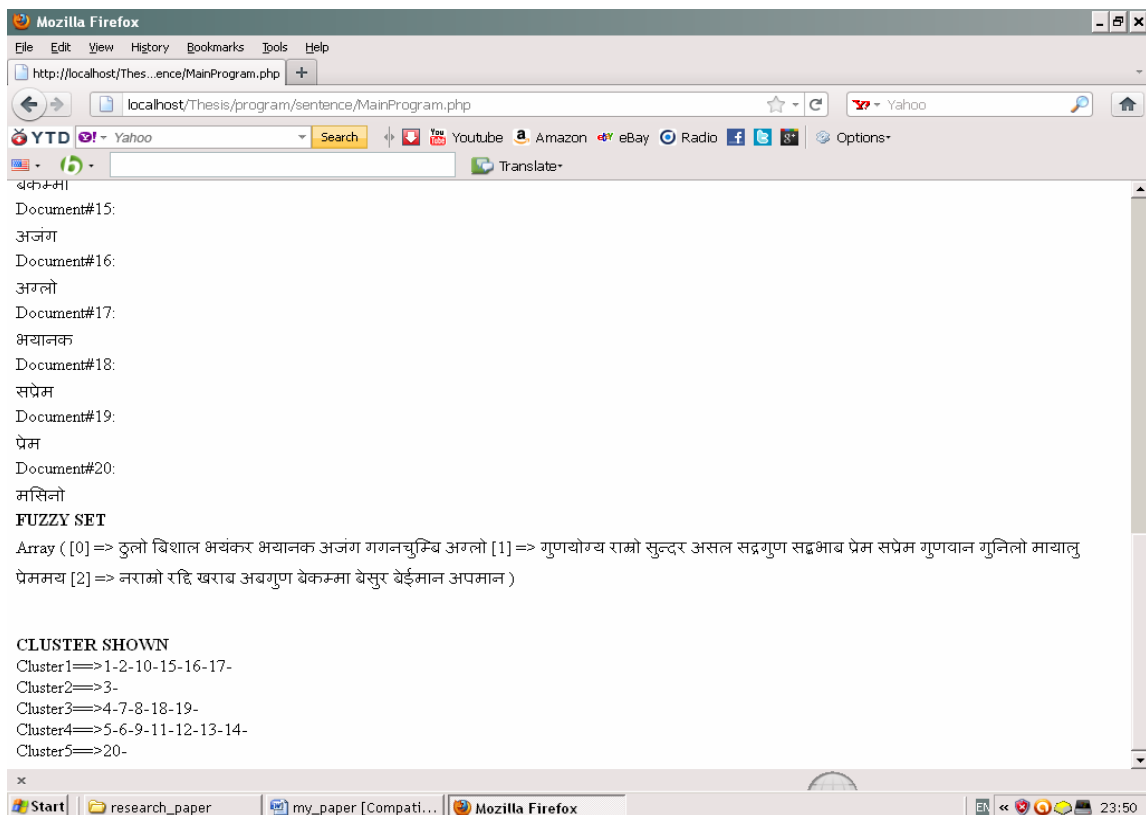 Mozilla Firefox
File Edit View History Bookmarks Tools Help
http://localhost/Thes...ence/MainProgram.php
localhost/Thesis/program/sentence/MainProgram.php Yahoo
YTD Yahoo Search Youtube Amazon eBay Radio Options
Translate
बेकम्मा
Document#15:
अजंग
Document#16:
अग्लो
Document#17:
भयानक
Document#18:
सप्रेम
Document#19:
प्रेम
Document#20:
मसिनो
FUZZY SET
Array ( [0] => ठुलो बिशाल भयंकर भयानक अजंग गगनचुम्बि अग्लो [1] => गुणयोग्य राम्रो सुन्दर असल सद्गुण सद्भाब प्रेम सप्रेम गुणवान गुनिलो मायालु
प्रेममय [2] => नराम्रो रद्दि खराब अबगुण बेकम्मा बेसुर बेईमान अपमान )
CLUSTER SHOWN
Cluster1==>1-2-10-15-16-17-
Cluster2==>3-
Cluster3==>4-7-8-18-19-
Cluster4==>5-6-9-11-12-13-14-
Cluster5==>20-
Start research_paper my_paper [Compati... Mozilla Firefox EN 23:50